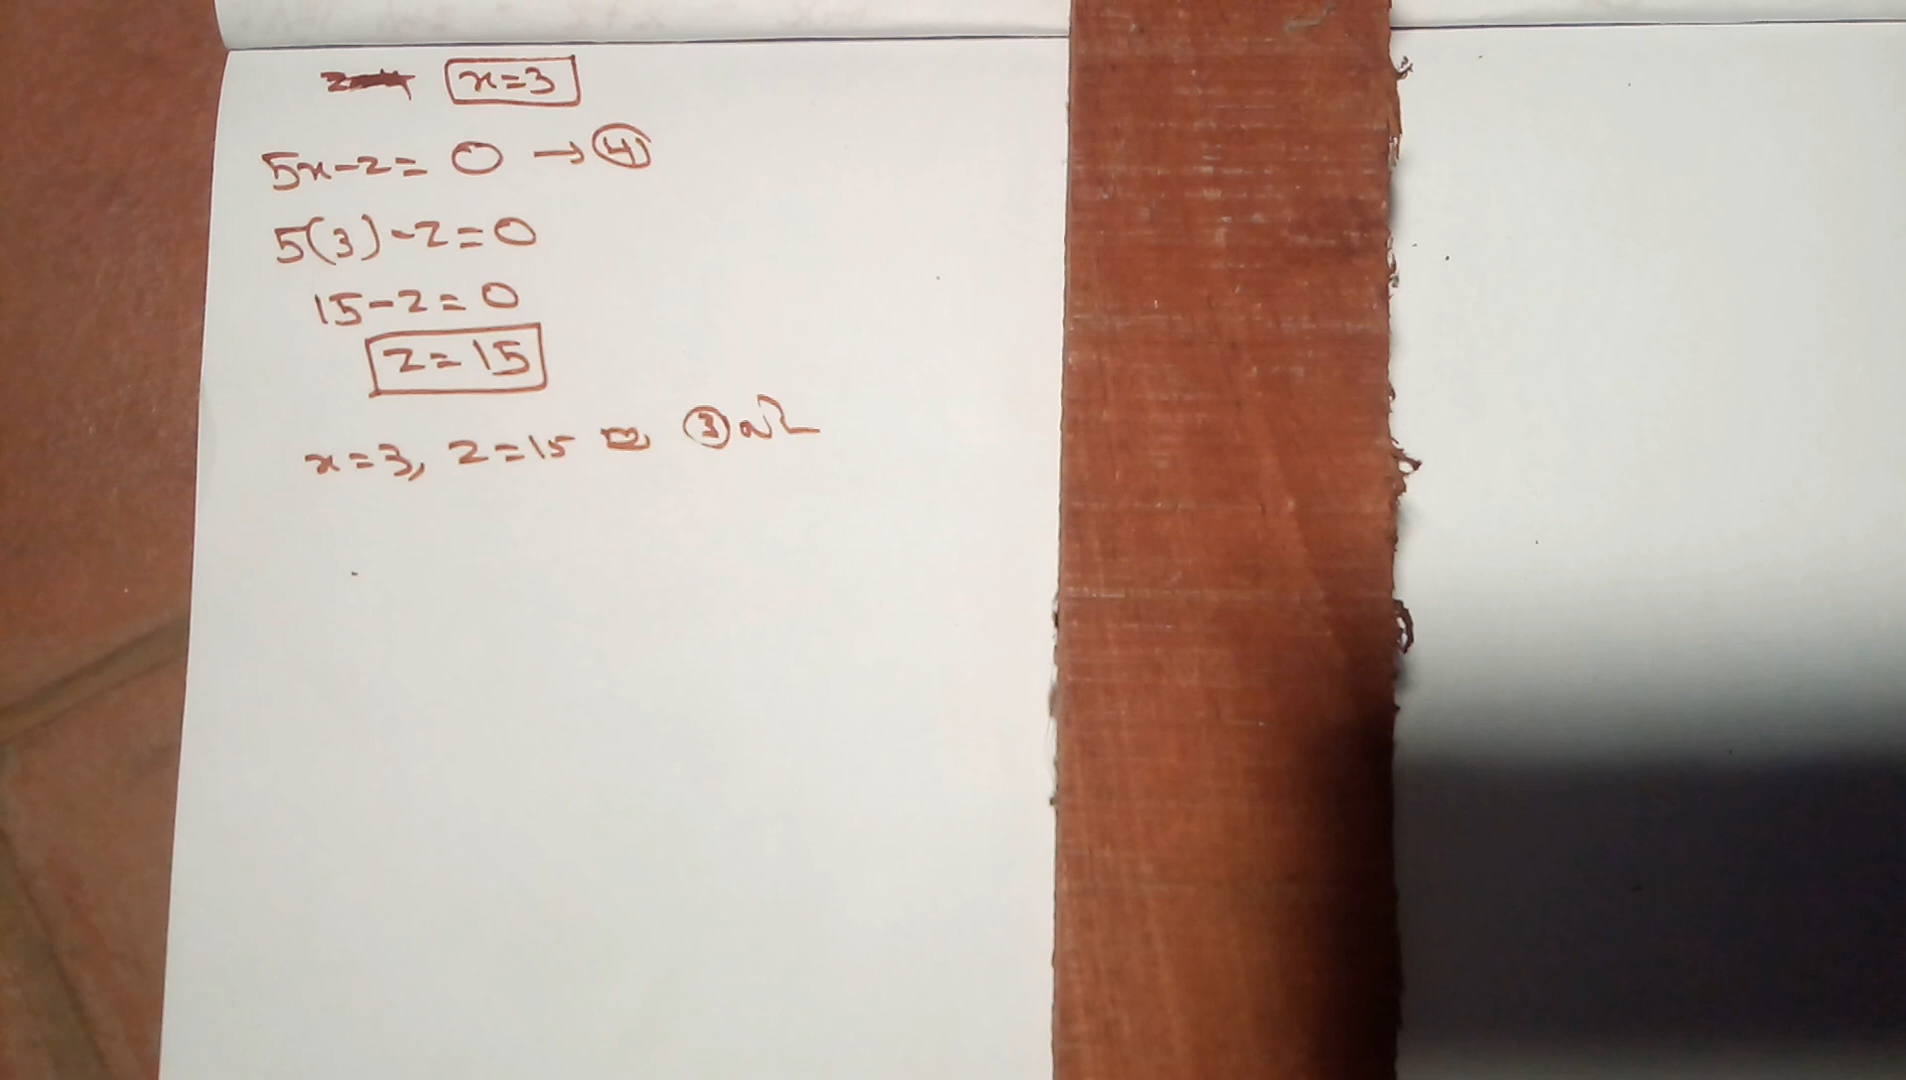 x=3
5x-z=0 → ④
5(3)-z=0
15-z=0
z=15
x=3, z=15 ③